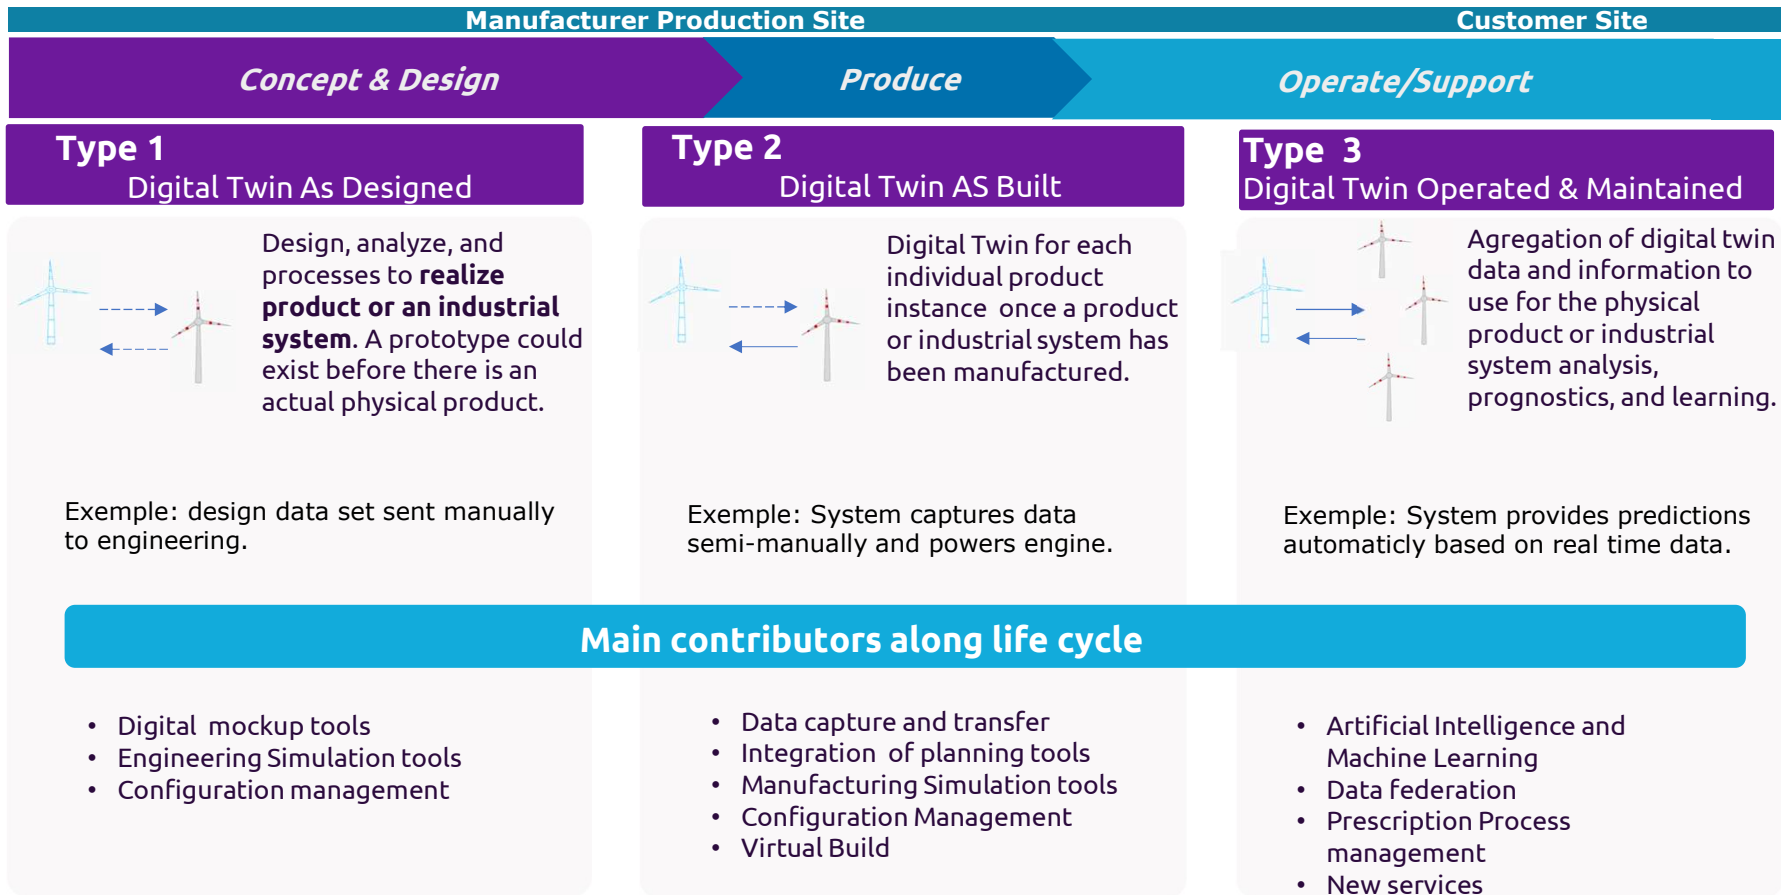 Manufacturer Production Site
Customer Site
Concept & Design
Produce
Operate/Support
Type 1
Digital Twin As Designed
Type 2
Digital Twin AS Built
Type 3
Digital Twin Operated & Maintained
Design, analyze, and
processes to realize
product or an industrial
system. A prototype could
exist before there is an
actual physical product.
Digital Twin for each
individual product
instance once a product
or industrial system has
been manufactured.
Agregation of digital twin
data and information to
use for the physical
product or industrial
system analysis,
prognostics, and learning.
Exemple: design data set sent manually
to engineering.
Exemple: System captures data
semi-manually and powers engine.
Exemple: System provides predictions
automaticly based on real time data.
Main contributors along life cycle
• Digital mockup tools
• Engineering Simulation tools
• Configuration management
• Data capture and transfer
• Integration of planning tools
• Manufacturing Simulation tools
• Configuration Management
• Virtual Build
• Artificial Intelligence and
Machine Learning
• Data federation
• Prescription Process
management
• New services